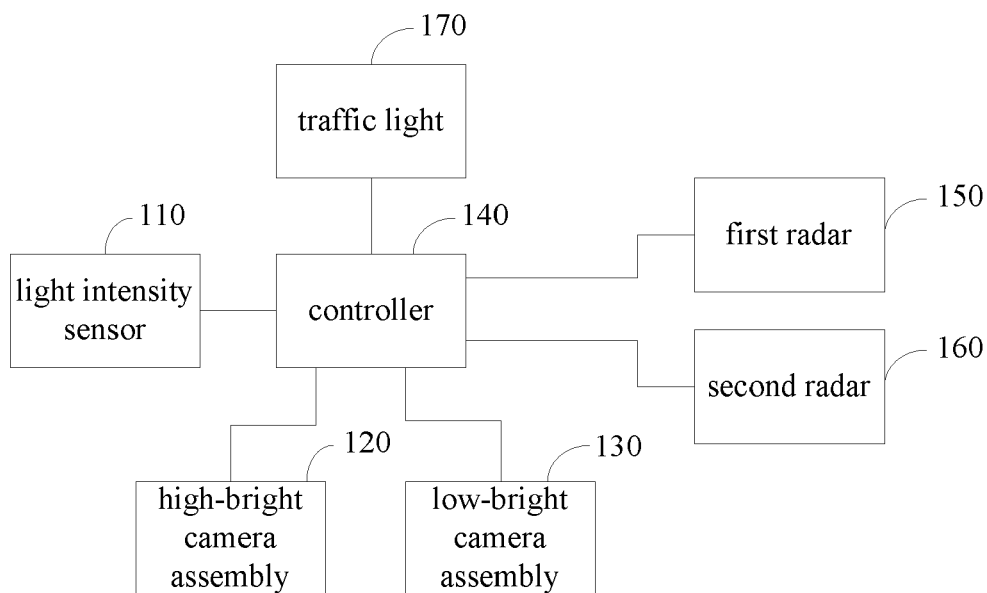 170
traffic light
110
140
150
light intensity
sensor
controller
first radar
160
second radar
120
130
high-bright
camera
assembly
low-bright
camera
assembly